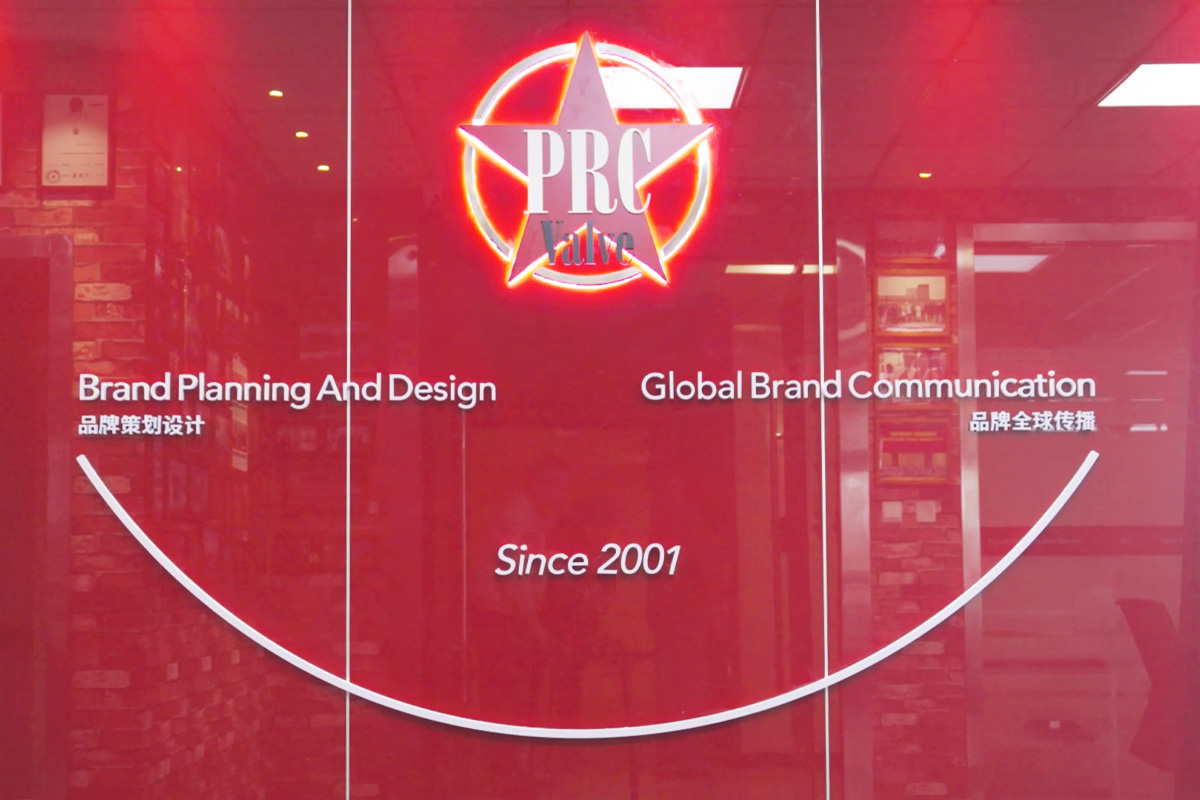 PRC
Valve
Brand Planning And Design
品牌策划设计
Global Brand Communication
品牌全球传播
Since 2001